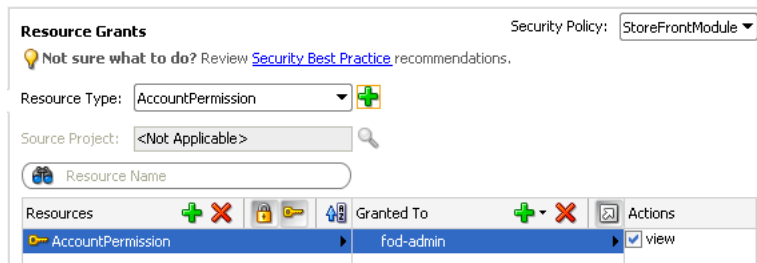 Resource Grants
Security Policy: StoreFrontModule
Not sure what to do? Review Security Best Practice recommendations.
Resource Type: AccountPermission
Source Project: <Not Applicable>
Resource Name
Resources Granted To Actions
AccountPermission fod-admin view